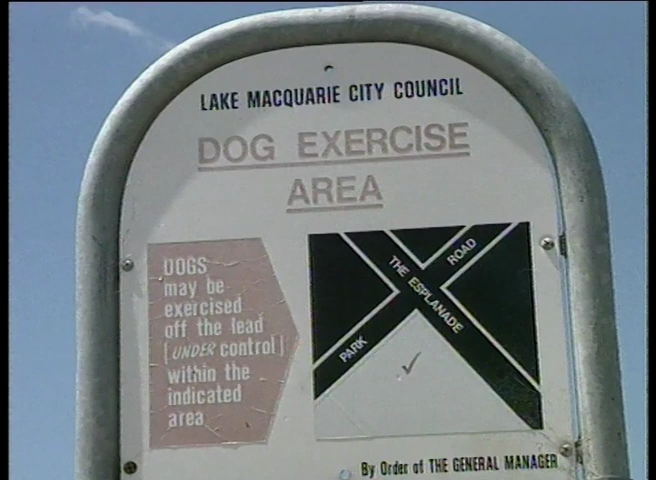 LAKE MACQUARIE CITY COUNCIL
DOG EXERCISE
AREA
DOGS
may be
exercised
off the lead
[UNDER control]
within the
indicated
area
THE ESPLANADE
PARK ROAD
By Order of THE GENERAL MANAGER